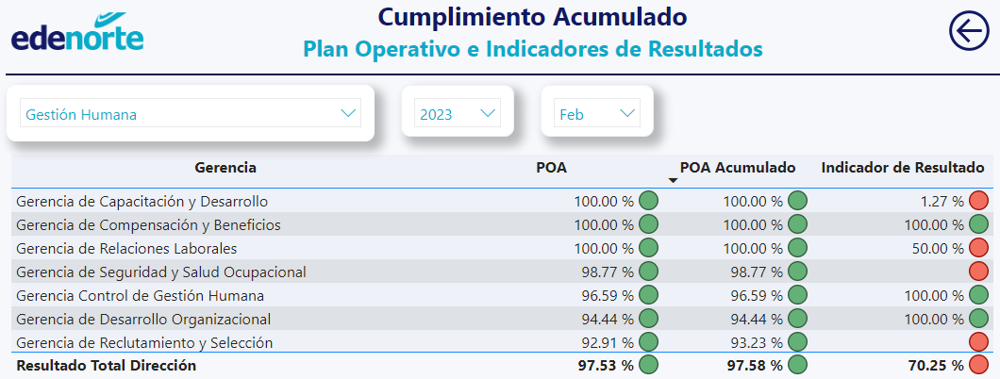 edenorte
Cumplimiento Acumulado
Plan Operativo e Indicadores de Resultados
Gestión Humana 2023 Feb
Gerencia POA POA Acumulado Indicador de Resultado
Gerencia de Capacitación y Desarrollo 100.00 % 100.00 % 1.27 %
Gerencia de Compensación y Beneficios 100.00 % 100.00 % 100.00 %
Gerencia de Relaciones Laborales 100.00 % 100.00 % 50.00 %
Gerencia de Seguridad y Salud Ocupacional 98.77 % 98.77 %
Gerencia Control de Gestión Humana 96.59 % 96.59 % 100.00 %
Gerencia de Desarrollo Organizacional 94.44 % 94.44 % 100.00 %
Gerencia de Reclutamiento y Selección 92.91 % 93.23 %
Resultado Total Dirección 97.53 % 97.58 % 70.25 %